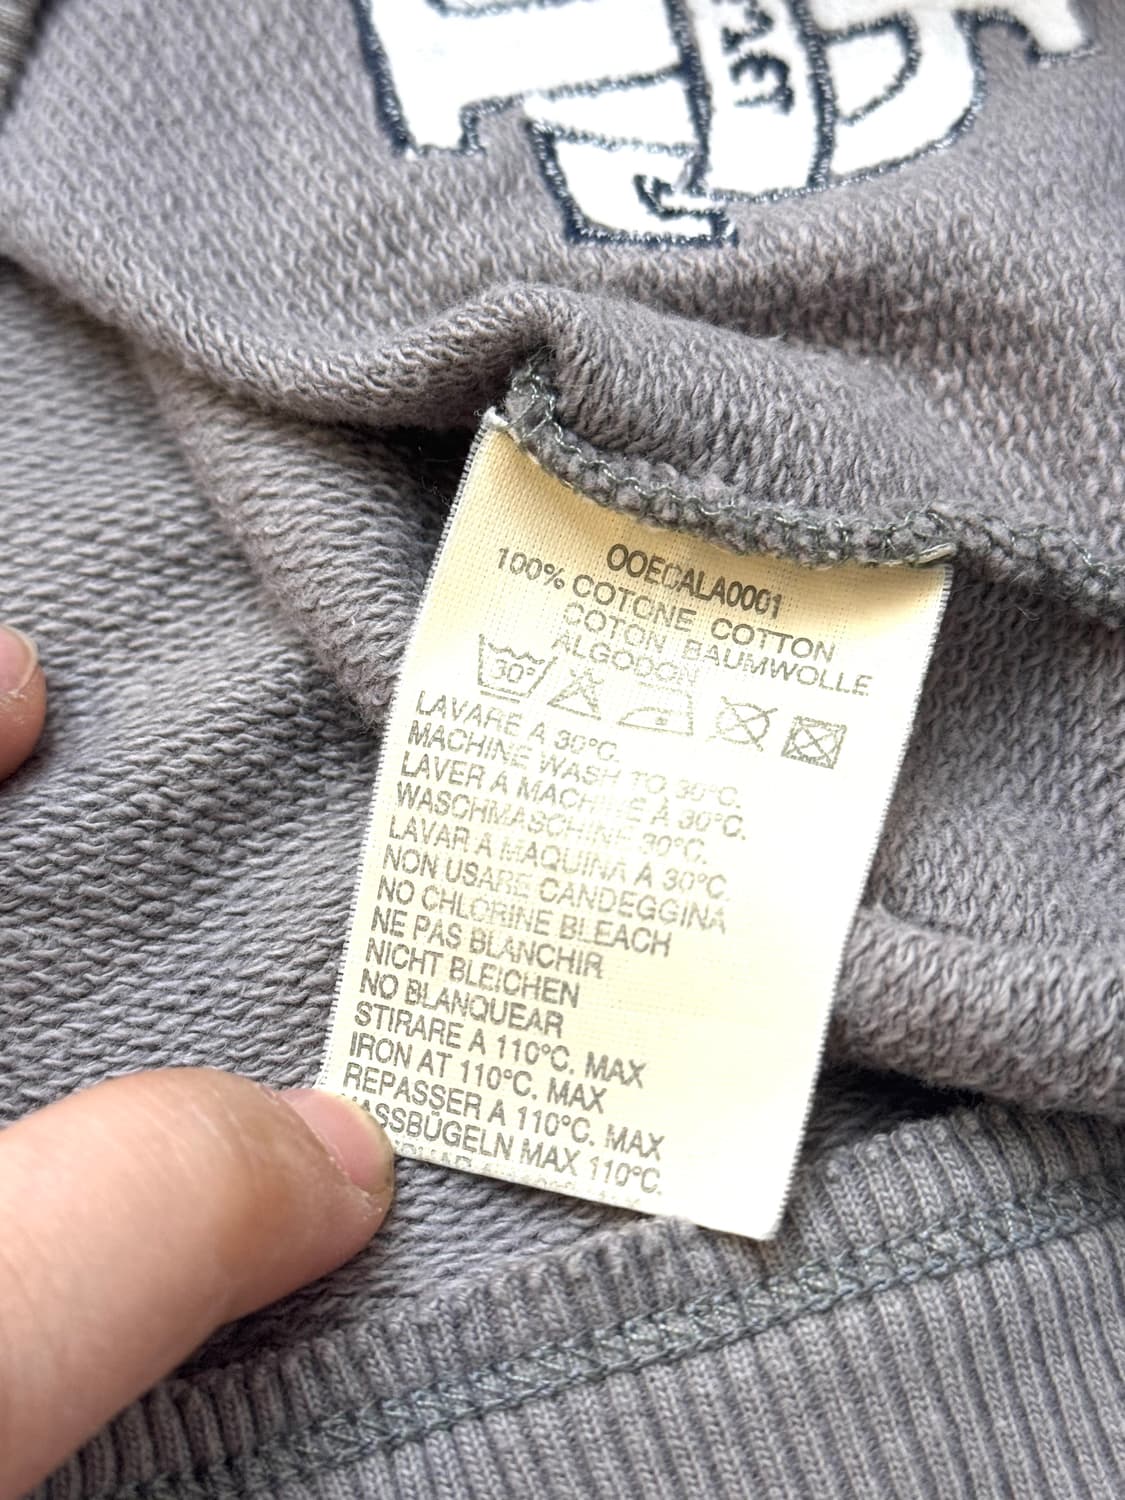 OOECALA0001
100% COTONE COTTON
COTON BAUMWOLLE
ALGODON
30°
LAVARE A 30°C.
MACHINE WASH TO 30°C.
LAVER A MACHINE À 30°C.
WASCHMASCHINE 30°C.
LAVAR A MAQUINA A 30°C.
NON USARE CANDEGGINA
NO CHLORINE BLEACH
NE PAS BLANCHIR
NICHT BLEICHEN
NO BLANQUEAR
STIRARE A 110°C. MAX
IRON AT 110°C. MAX
REPASSER A 110°C. MAX
ASSBÜGELN MAX 110°C.